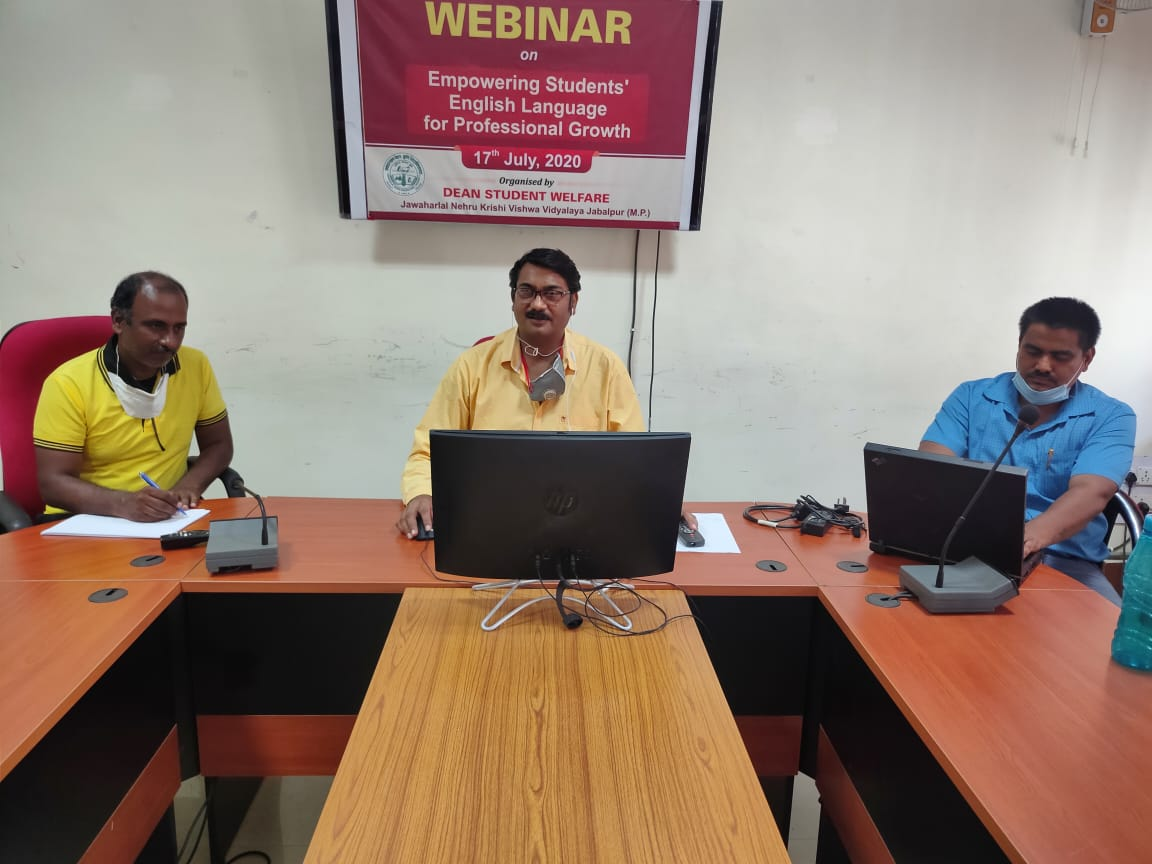 WEBINAR
on
Empowering Students'
English Language
for Professional Growth
17th July, 2020
Organised by
DEAN STUDENT WELFARE
Jawaharlal Nehru Krishi Vishwa Vidyalaya Jabalpur (M.P.)
hp